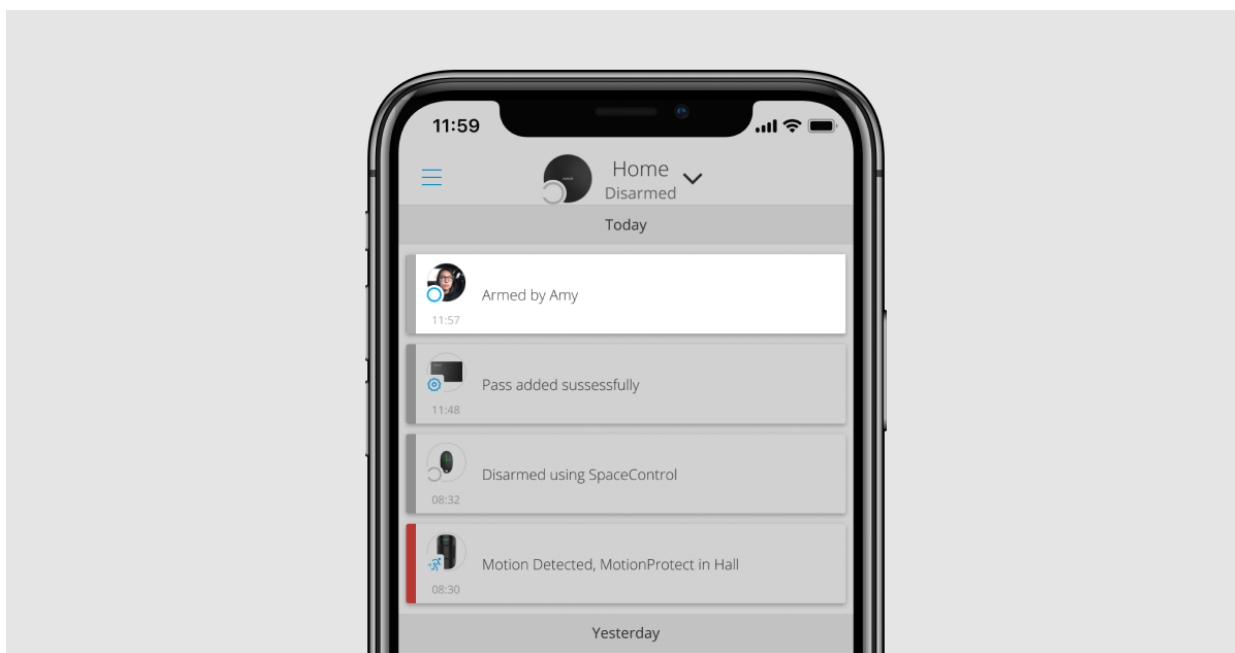 11:59
Home
Disarmed
Today
Armed by Amy
11:57
Pass added sussessfully
11:48
Disarmed using SpaceControl
08:32
Motion Detected, MotionProtect in Hall
08:30
Yesterday